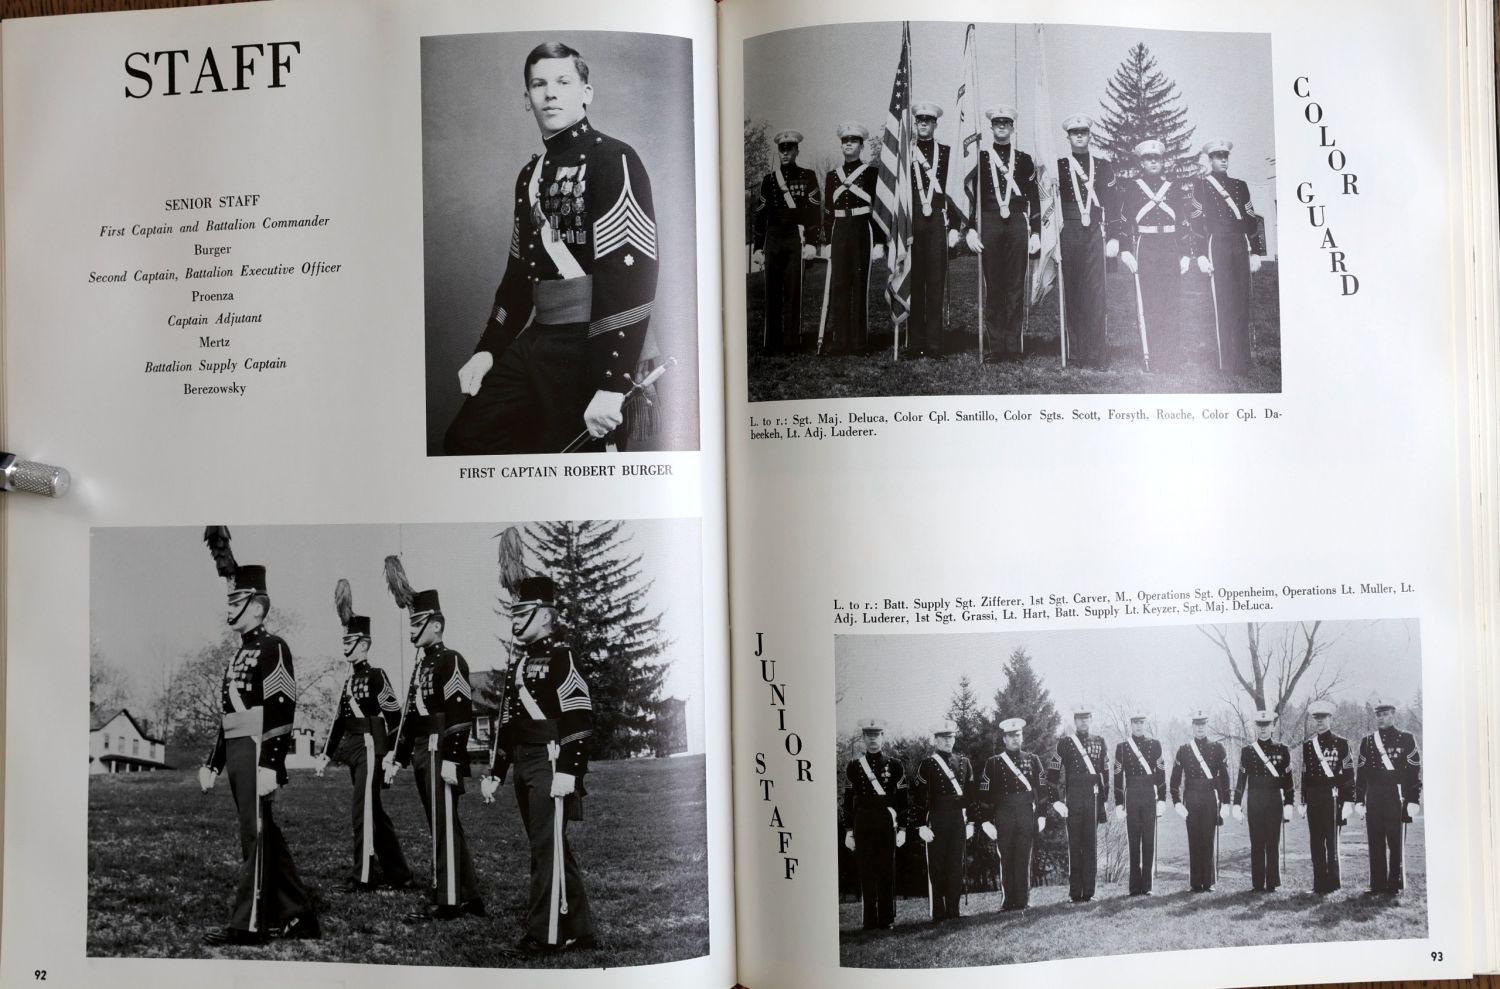 STAFF
SENIOR STAFF
First Captain and Battalion Commander
Burger
Second Captain, Battalion Executive Officer
Proenza
Captain Adjutant
Mertz
Battalion Supply Captain
Berezowsky
FIRST CAPTAIN ROBERT BURGER
92
COLOR GUARD
L. to r.: Sgt. Maj. Deluca, Color Cpl. Santillo, Color Sgts. Scott, Forsyth, Roache, Color Cpl. Da-
beekeh, Lt. Adj. Luderer.
L. to r.: Batt. Supply Sgt. Zifferer, 1st Sgt. Carver, M., Operations Sgt. Oppenheim, Operations Lt. Muller, Lt.
Adj. Luderer, 1st Sgt. Grassi, Lt. Hart, Batt. Supply Lt. Keyzer, Sgt. Maj. DeLuca.
JUNIOR STAFF
93